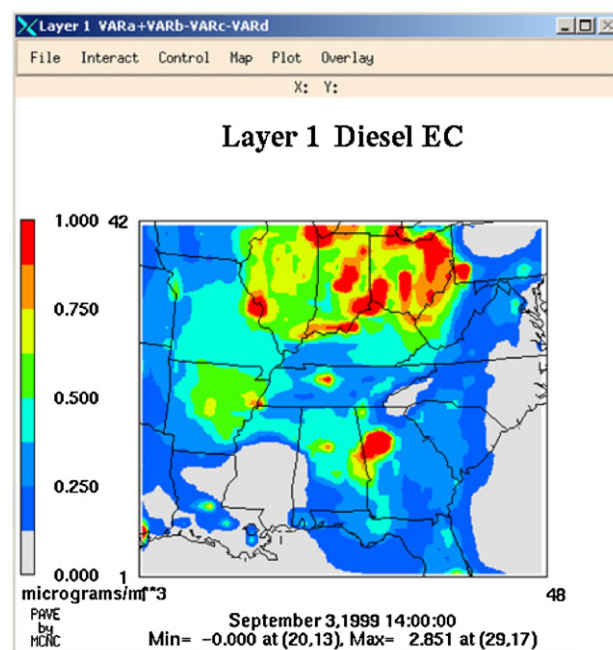 Layer 1 VARa+VARb-VARc-VARd
File Interact Control Map Plot Overlay
X: Y:
Layer 1 Diesel EC
1.000
0.750
0.500
0.250
0.000
42
1
48
micrograms/m**3
PAVE
by
MCNC
September 3,1999 14:00:00
Min= -0.000 at (20,13), Max= 2.851 at (29,17)